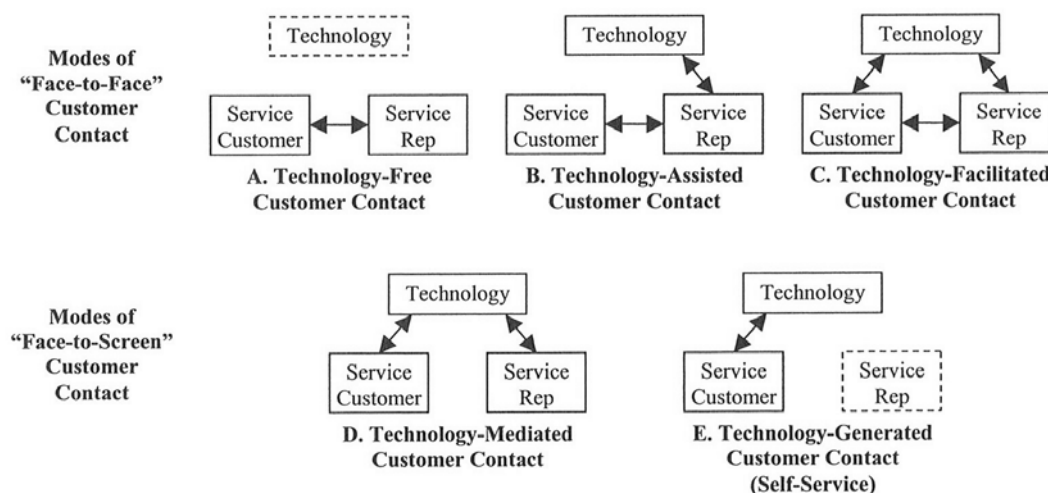 Modes of
“Face-to-Face”
Customer
Contact
Technology
Service
Customer
Service
Rep
A. Technology-Free
Customer Contact
Technology
Service
Customer
Service
Rep
B. Technology-Assisted
Customer Contact
Technology
Service
Customer
Service
Rep
C. Technology-Facilitated
Customer Contact
Modes of
“Face-to-Screen”
Customer
Contact
Technology
Service
Customer
Service
Rep
D. Technology-Mediated
Customer Contact
Technology
Service
Customer
Service
Rep
E. Technology-Generated
Customer Contact
(Self-Service)